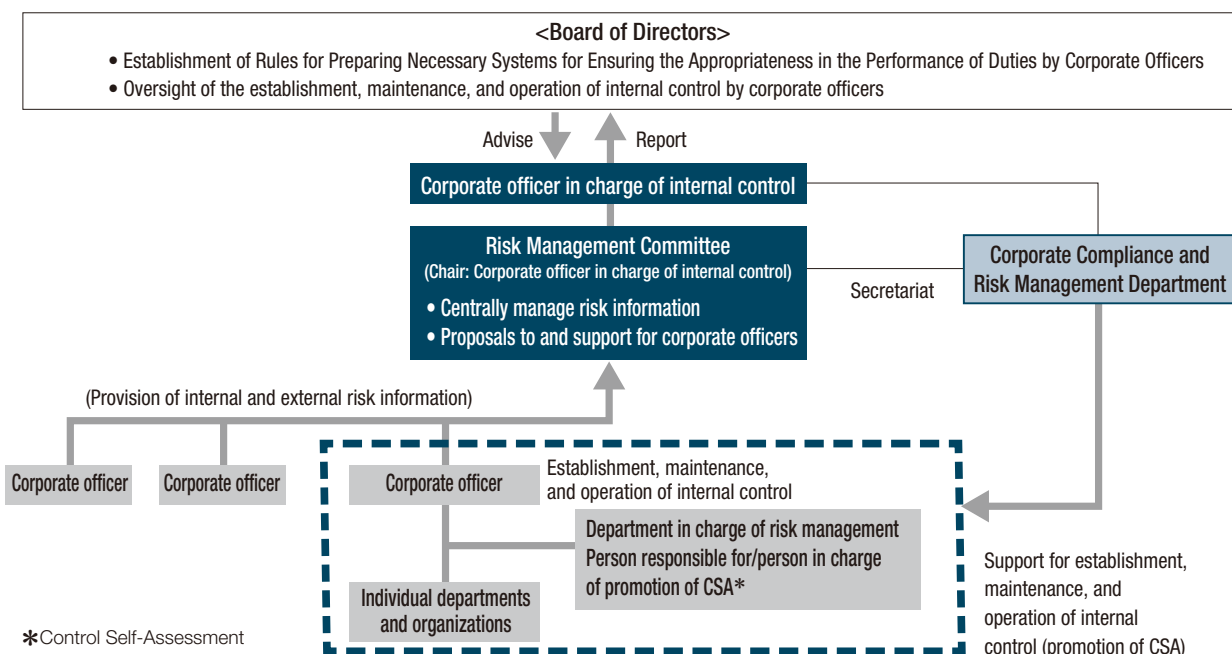 <Board of Directors>
• Establishment of Rules for Preparing Necessary Systems for Ensuring the Appropriateness in the Performance of Duties by Corporate Officers
• Oversight of the establishment, maintenance, and operation of internal control by corporate officers
Advise
Report
Corporate officer in charge of internal control
Risk Management Committee
(Chair: Corporate officer in charge of internal control)
• Centrally manage risk information
• Proposals to and support for corporate officers
Secretariat
Corporate Compliance and
Risk Management Department
(Provision of internal and external risk information)
Corporate officer
Corporate officer
Corporate officer
Establishment, maintenance,
and operation of internal control
Department in charge of risk management
Person responsible for/person in charge
of promotion of CSA*
Individual departments
and organizations
Support for establishment,
maintenance, and
operation of internal
control (promotion of CSA)
*Control Self-Assessment